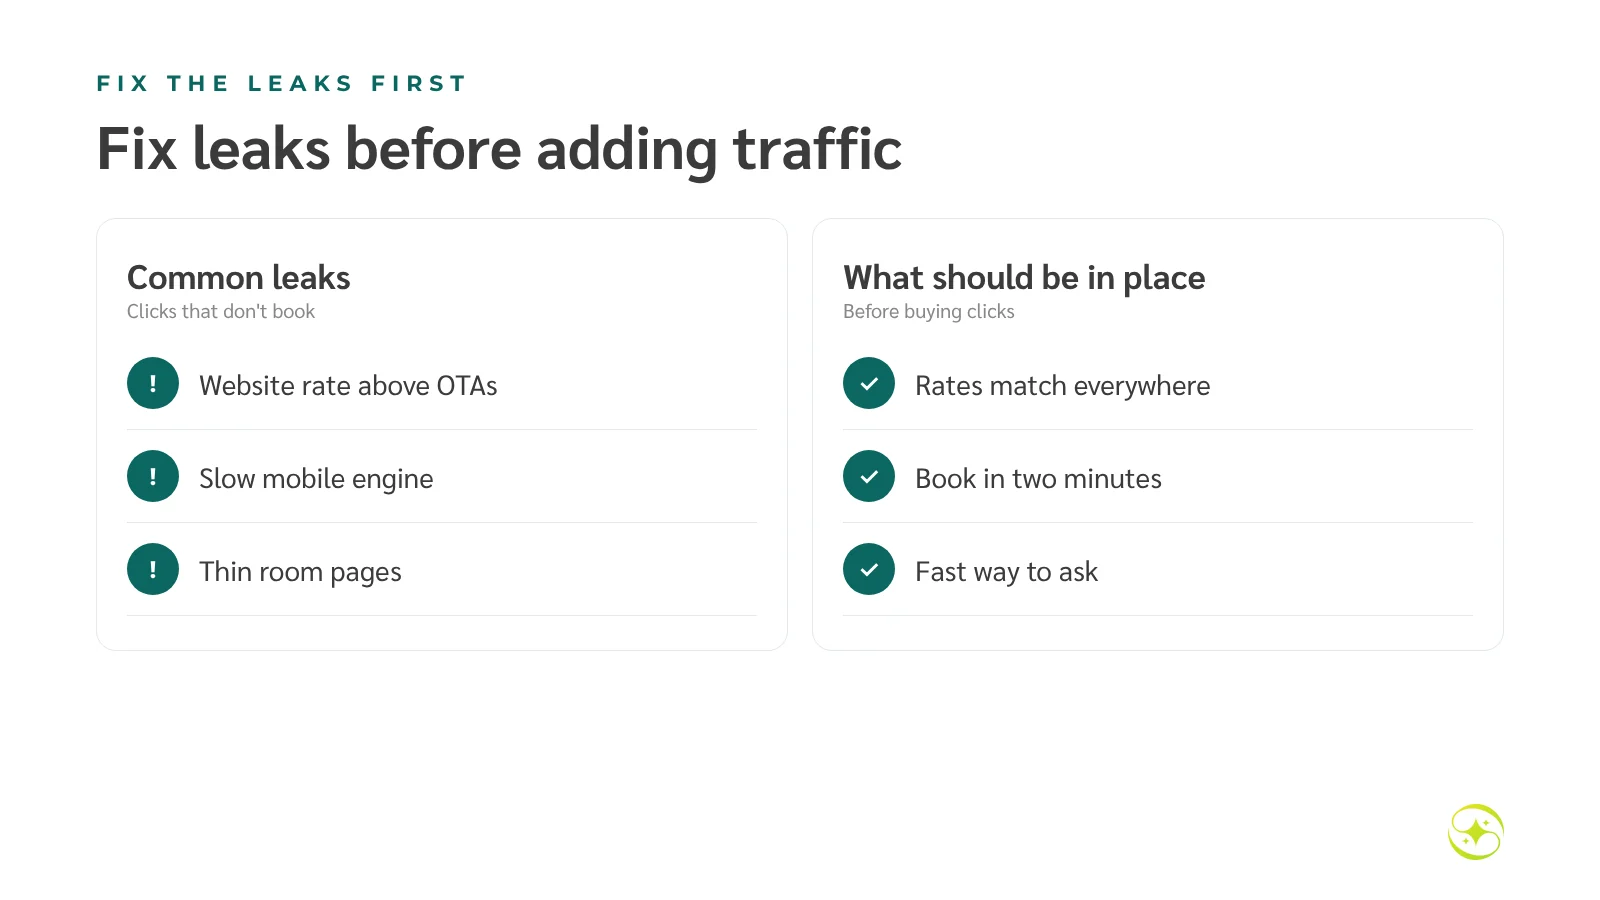 FIX THE LEAKS FIRST
Fix leaks before adding traffic
Common leaks
Clicks that don't book
! Website rate above OTAs
! Slow mobile engine
! Thin room pages
What should be in place
Before buying clicks
Rates match everywhere
Book in two minutes
Fast way to ask